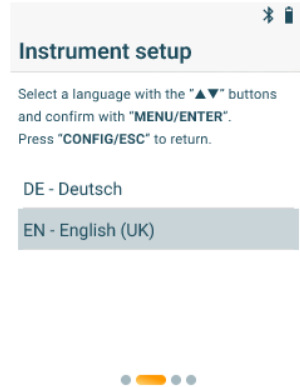 Instrument setup
Select a language with the "▲▼" buttons
and confirm with "MENU/ENTER".
Press "CONFIG/ESC" to return.
DE - Deutsch
EN - English (UK)